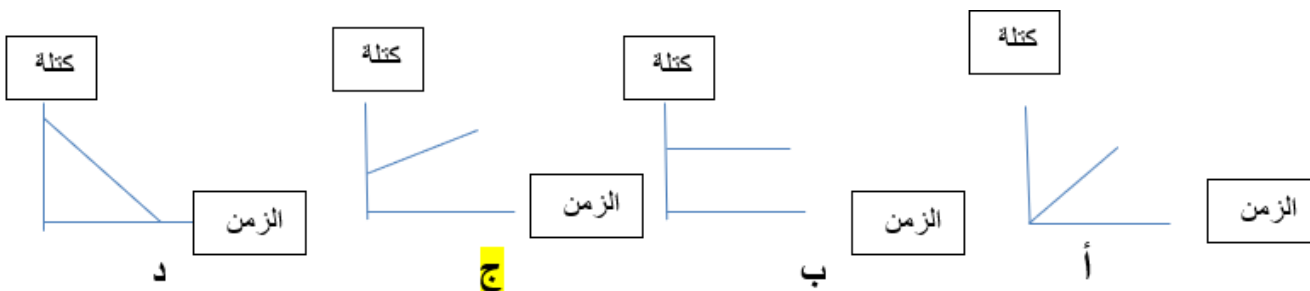 كتلة
كتلة
كتلة
كتلة
الزمن
الزمن
الزمن
الزمن
أ
ب
ج
د